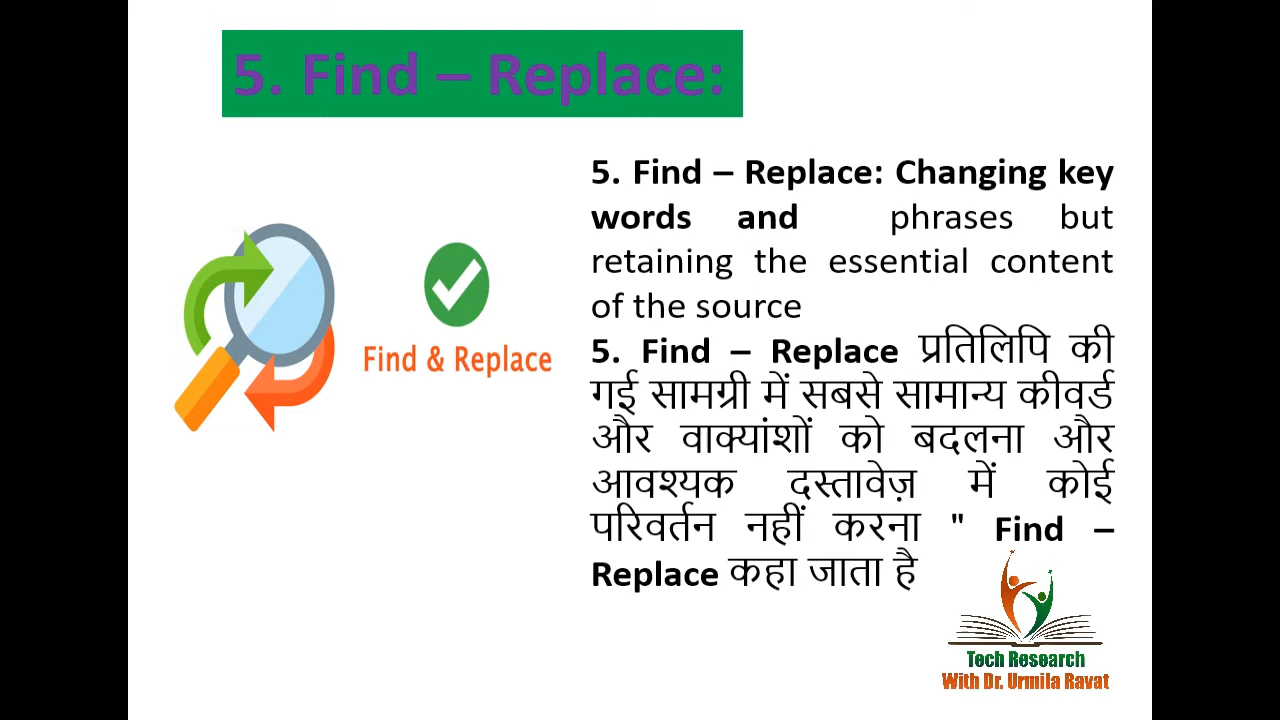 5. Find – Replace:
Find & Replace
5. Find – Replace: Changing key
words and phrases but
retaining the essential content
of the source
5. Find – Replace प्रतिलिपि की
गई सामग्री में सबसे सामान्य कीवर्ड
और वाक्यांशों को बदलना और
आवश्यक दस्तावेज़ में कोई
परिवर्तन नहीं करना " Find –
Replace कहा जाता है
Tech Research
With Dr. Urmila Ravat